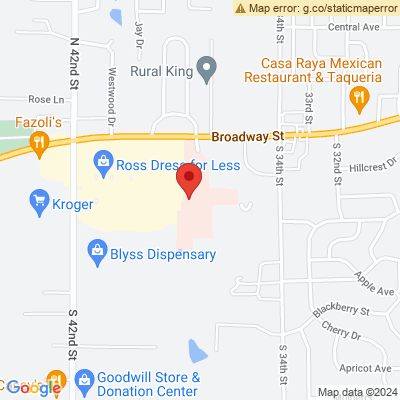 Map error: g.co/staticmaperror
Central Ave
N 42nd St
Jay Dr
Westwood Dr
Rural King
S 34th St
Casa Raya Mexican
Restaurant & Taqueria
33rd St
S 32nd St
Rose Ln
Fazoli's
Broadway St
Ross Dress for Less
Hillcrest Dr
Kroger
Blyss Dispensary
Apple Ave
S 42nd St
Blackberry St
Cherry Dr
S 34th St
Apricot Ave
Goodwill Store &
Donation Center
Google
Map data ©2024